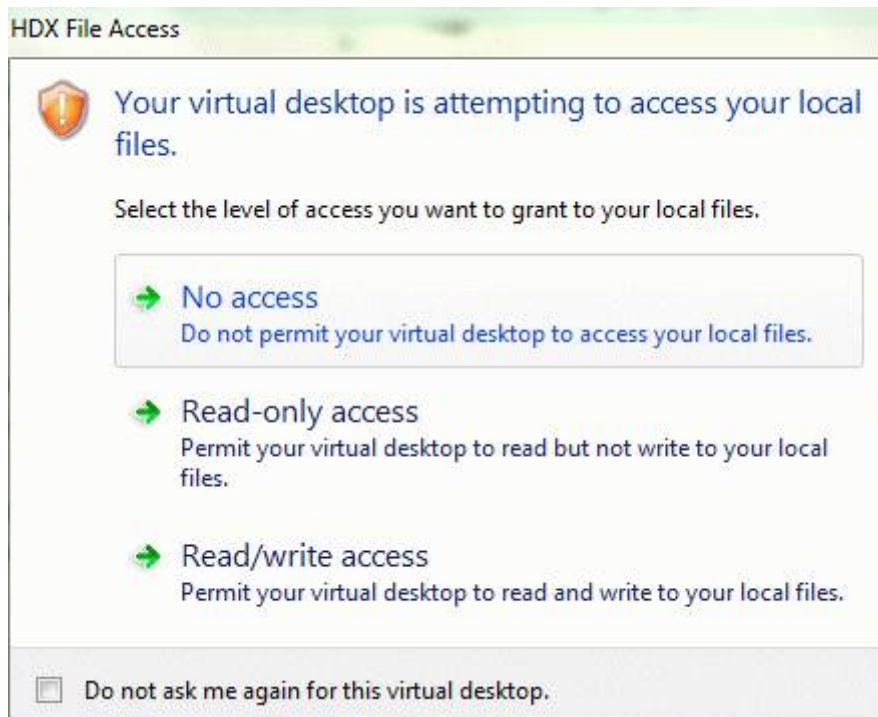 HDX File Access
Your virtual desktop is attempting to access your local
files.
Select the level of access you want to grant to your local files.
No access
Do not permit your virtual desktop to access your local files.
Read-only access
Permit your virtual desktop to read but not write to your local
files.
Read/write access
Permit your virtual desktop to read and write to your local files.
Do not ask me again for this virtual desktop.